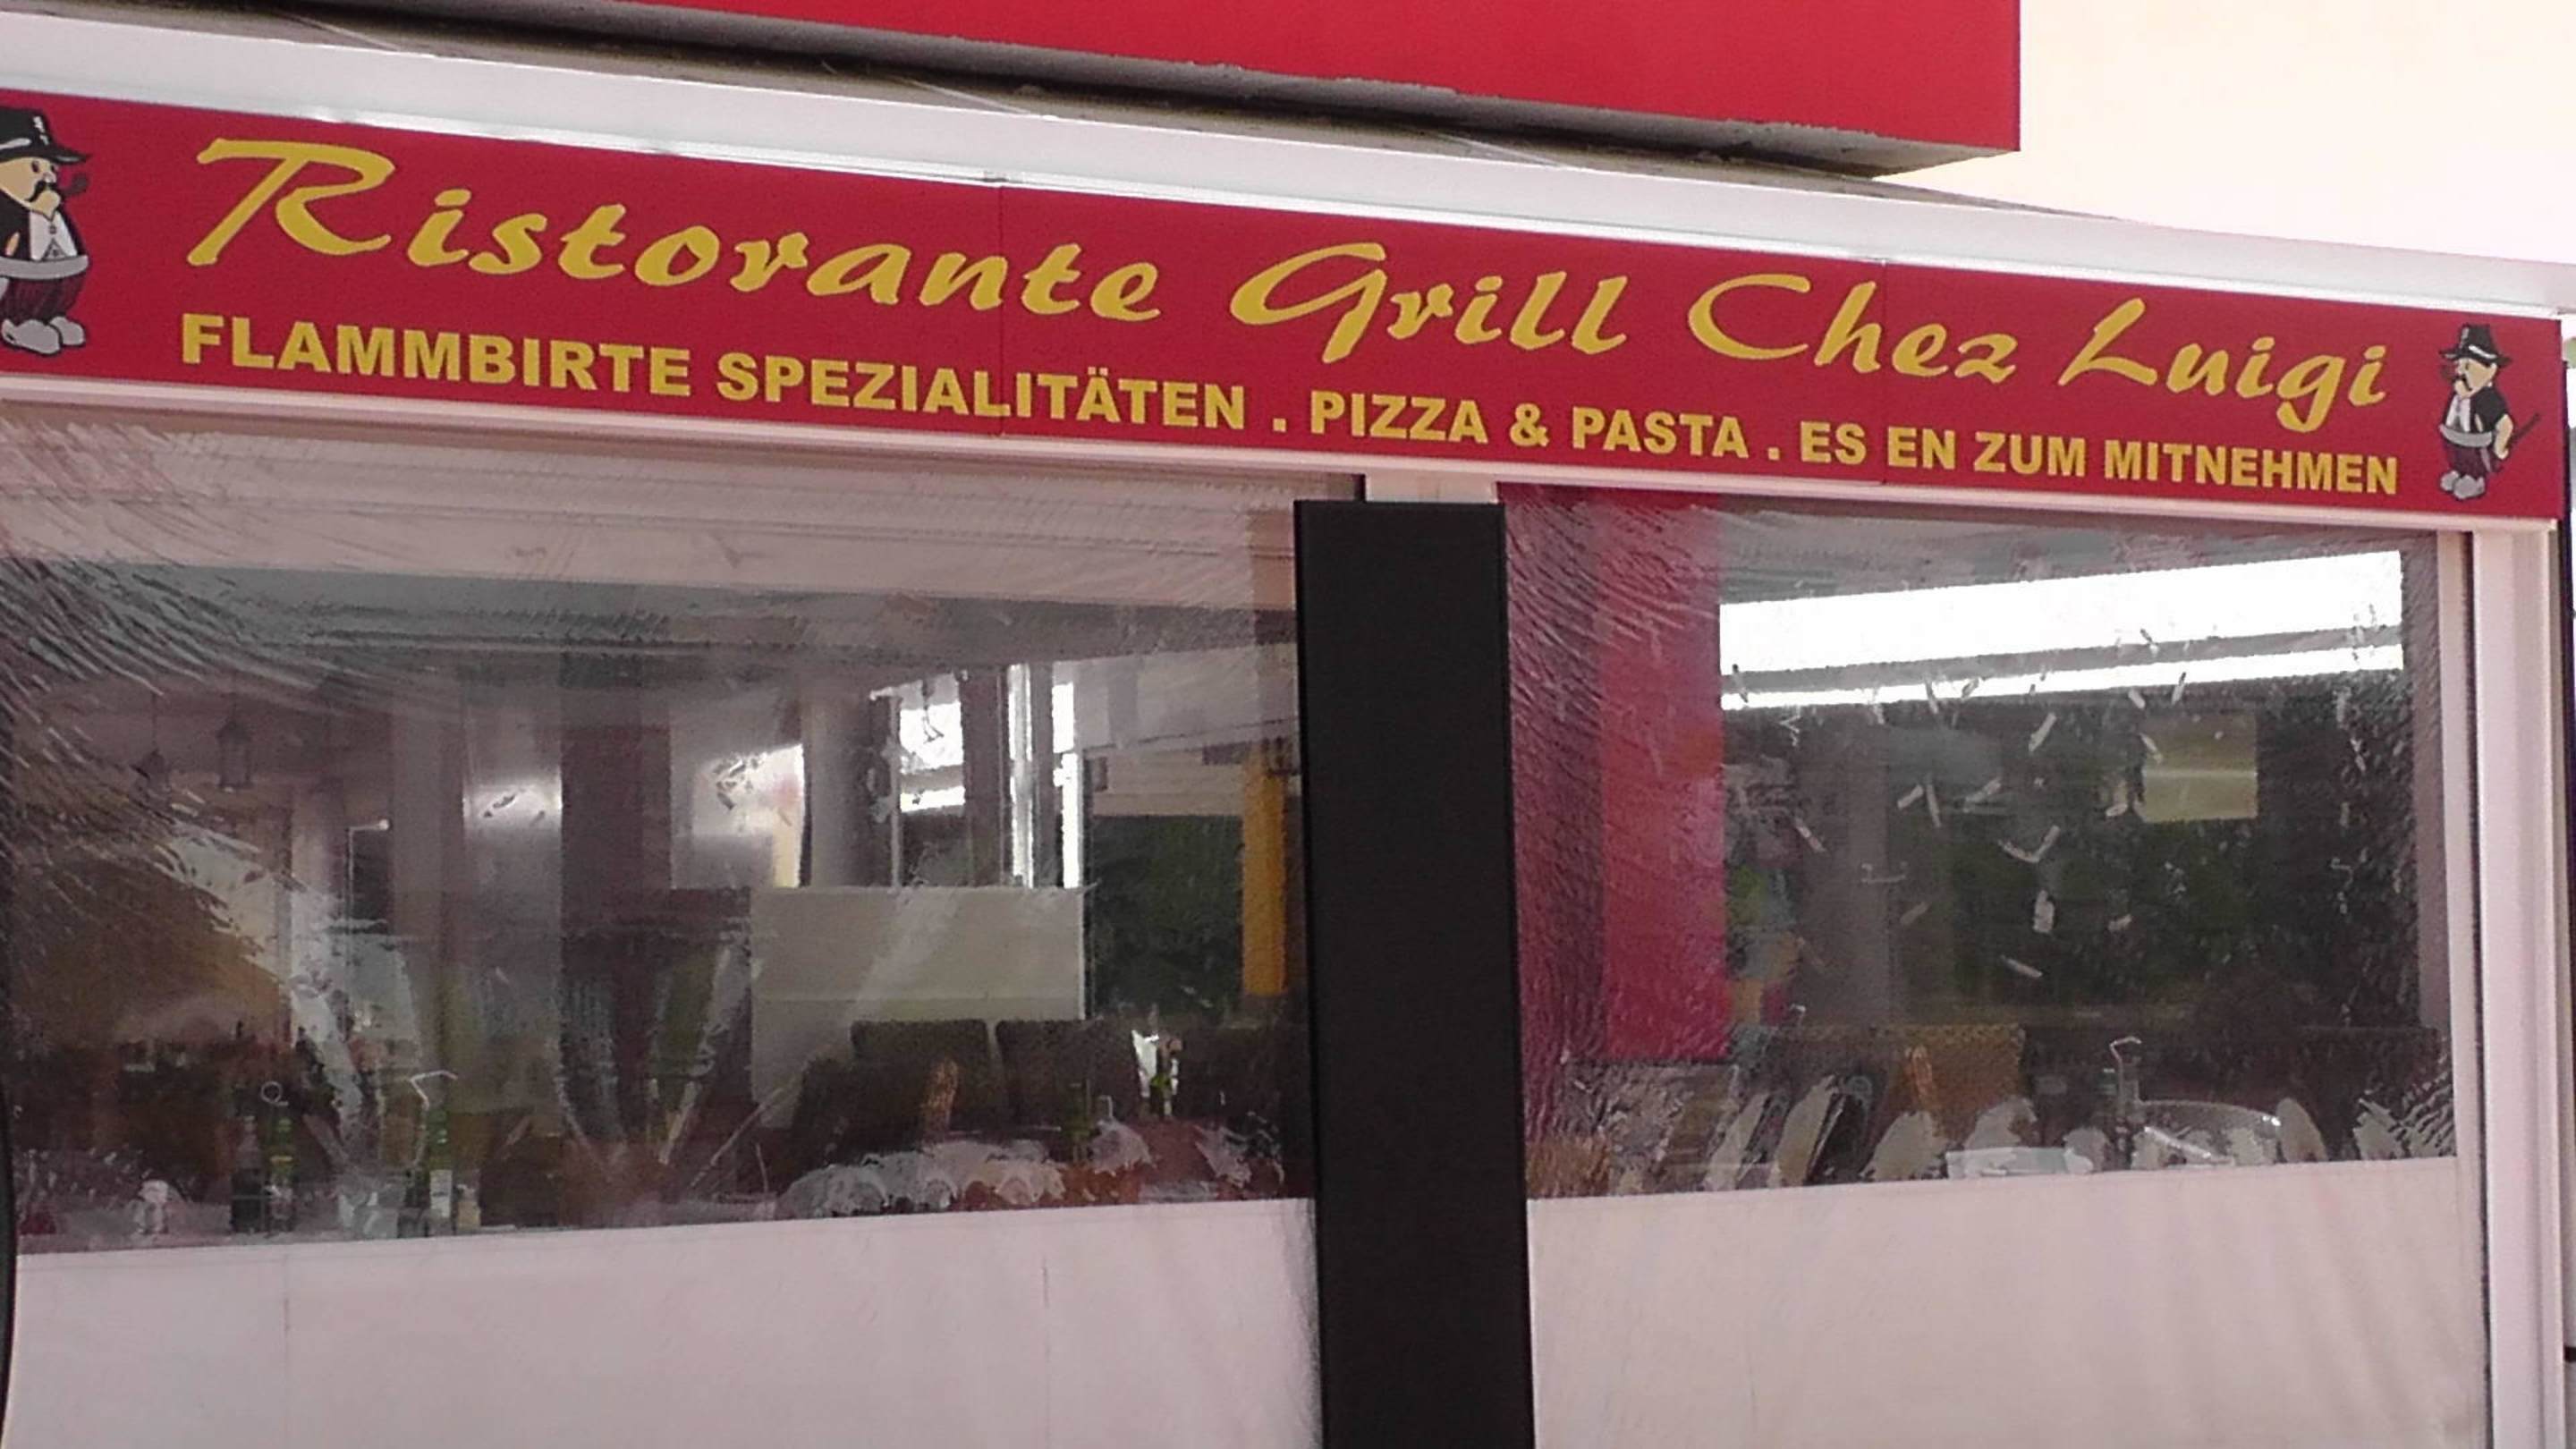 Ristorante Grill Chez Luigi
FLAMMBIRTE SPEZIALITÄTEN . PIZZA & PASTA . ES EN ZUM MITNEHMEN